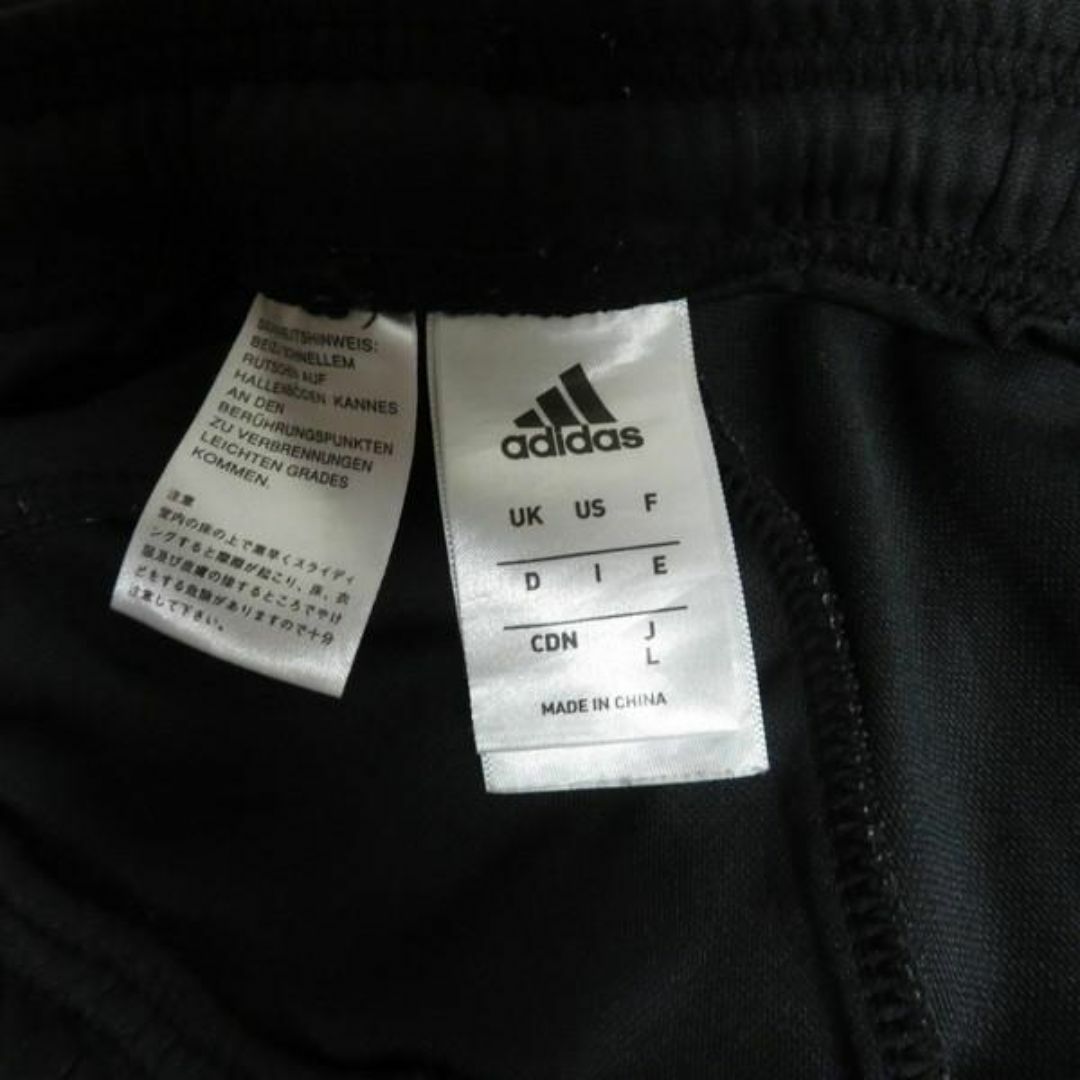 BEI SCHNELLEM
RUTSCHEN AUF
HALLENBÖDEN KANN ES
AN DEN
BERÜHRUNGSPUNKTEN
ZU VERBRENNUNGEN
LEICHTEN GRADES
KOMMEN.
注意
室内の床の上で素早くスライディ
ングすると摩擦が起こり、床、衣
服及び皮膚の接するところでやけ
どをする危険がありますので十分
注意して下さい。
adidas
UK US F
D I E
CDN J
L
MADE IN CHINA